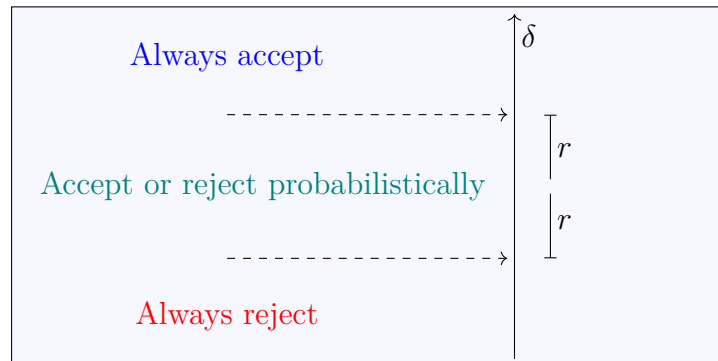 Always accept
δ
r
Accept or reject probabilistically
r
Always reject